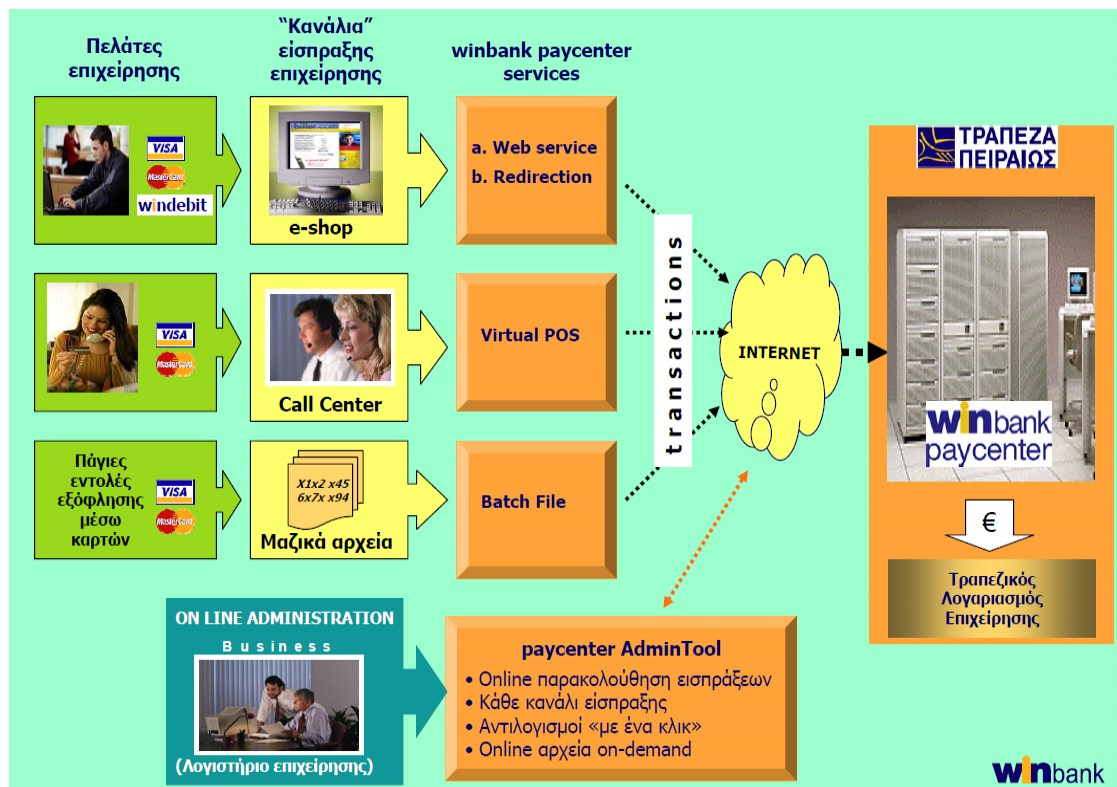 Πελάτες
επιχείρησης
“Κανάλια”
είσπραξης
επιχείρησης
winbank paycenter
services
VISA
MasterCard
windebit
e-shop
a. Web service
b. Redirection
VISA
MasterCard
Call Center
Virtual POS
Πάγιες
εντολές
εξόφλησης
μέσω
καρτών
VISA
MasterCard
X1x2 x45
6x7x x94
Μαζικά αρχεία
Batch File
transactions
INTERNET
ΤΡΑΠΕΖΑ
ΠΕΙΡΑΙΩΣ
winbank
paycenter
€
Τραπεζικός
Λογαριασμός
Επιχείρησης
ON LINE ADMINISTRATION
Business
(Λογιστήριο επιχείρησης)
paycenter AdminTool
• Online παρακολούθηση εισπράξεων
• Κάθε κανάλι είσπραξης
• Αντιλογισμοί «με ένα κλικ»
• Online αρχεία on-demand
winbank